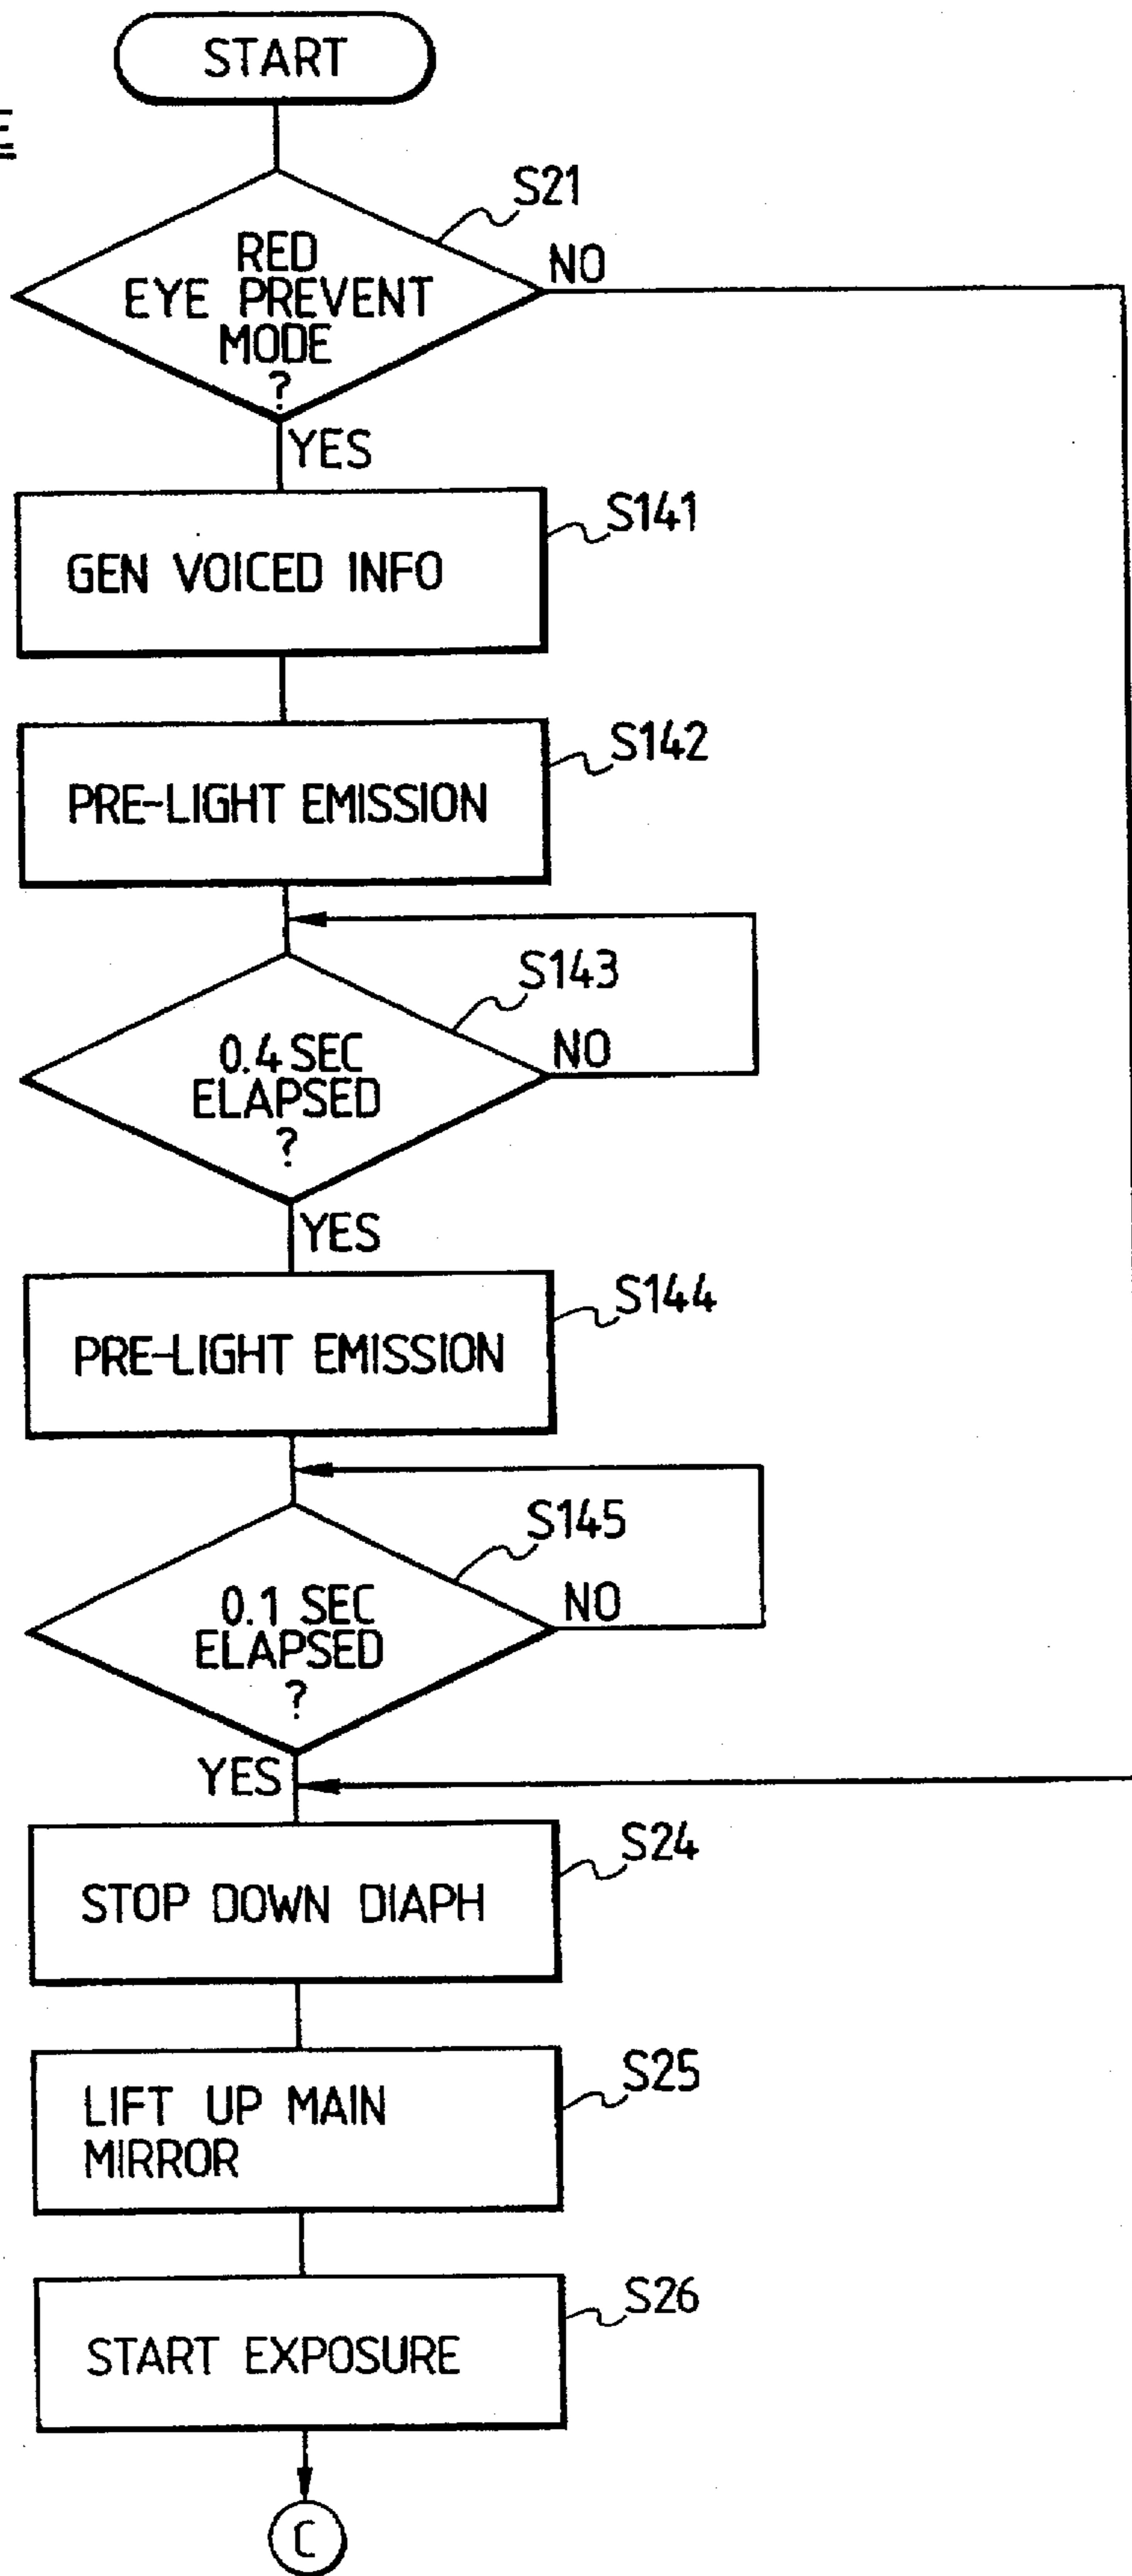 START
E
S21
RED
EYE PREVENT
MODE
?
NO
YES
S141
GEN VOICED INFO
S142
PRE-LIGHT EMISSION
S143
0.4 SEC
ELAPSED
?
NO
YES
S144
PRE-LIGHT EMISSION
S145
0.1 SEC
ELAPSED
?
NO
YES
S24
STOP DOWN DIAPH
S25
LIFT UP MAIN
MIRROR
S26
START EXPOSURE
C